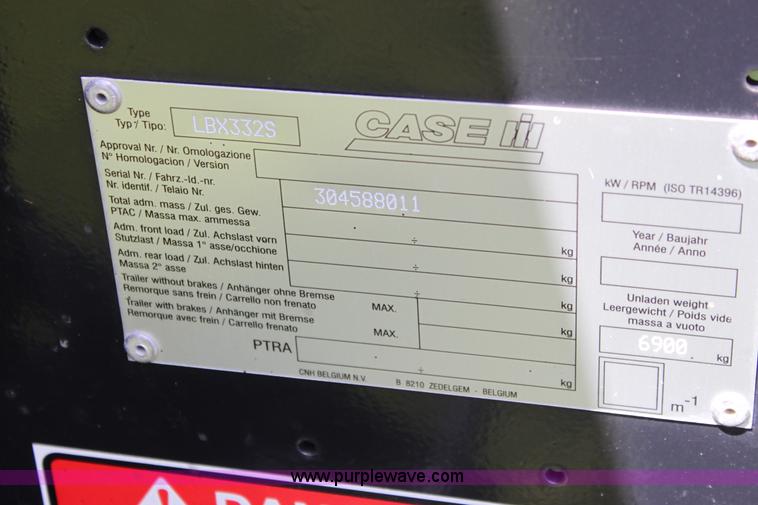 Type
Typ / Tipo:
LBX332S
CASE IH
Approval Nr. / Nr. Omologazione
N° Homologacion / Version
Serial Nr. / Fahrz.-Id.-nr.
Nr. identif. / Telaio Nr.
304588011
Total adm. mass / Zul. ges. Gew.
PTAC / Massa max. ammessa
÷ kg
Adm. front load / Zul. Achslast vorn
Stutzlast / Massa 1° asse/occhione
÷ kg
Adm. rear load / Zul. Achslast hinten
Massa 2° asse
÷ kg
Trailer without brakes / Anhänger ohne Bremse
Remorque sans frein / Carrello non frenato
MAX. kg
Trailer with brakes / Anhänger mit Bremse
Remorque avec frein / Carrello frenato
MAX. kg
PTRA ÷ kg
CNH BELGIUM N.V. B 8210 ZEDELGEM - BELGIUM
kW / RPM (ISO TR14396)
Year / Baujahr
Année / Anno
Unladen weight
Leergewicht / Poids vide
massa a vuoto
6900 kg
m-1
www.purplewave.com